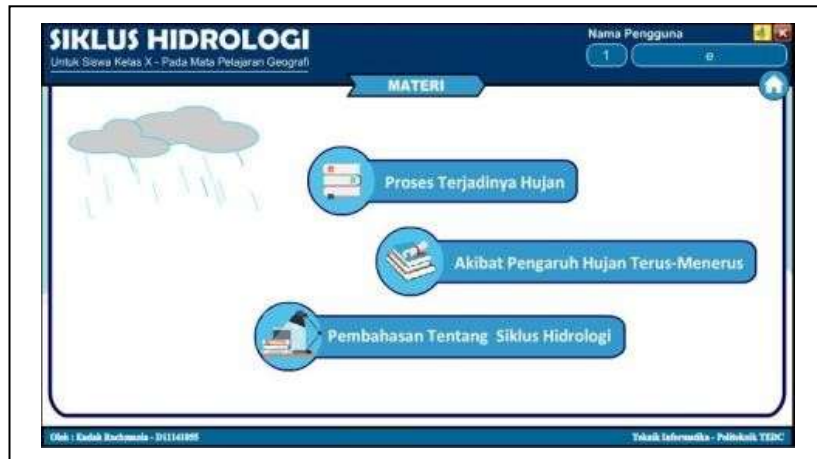 SIKLUS HIDROLOGI
Untuk Siswa Kelas X - Pada Mata Pelajaran Geografi
Nama Pengguna
1
e
MATERI
Proses Terjadinya Hujan
Akibat Pengaruh Hujan Terus-Menerus
Pembahasan Tentang Siklus Hidrologi
Oleh : - D11141055
Teknik Informatika - Politeknik TEDC